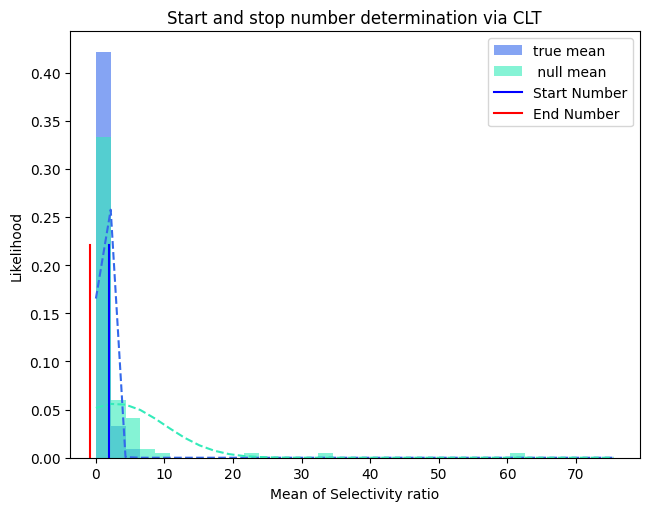 Start and stop number determination via CLT
true mean
null mean
Start Number
End Number
Likelihood
0.40
0.35
0.30
0.25
0.20
0.15
0.10
0.05
0.00
0 10 20 30 40 50 60 70
Mean of Selectivity ratio